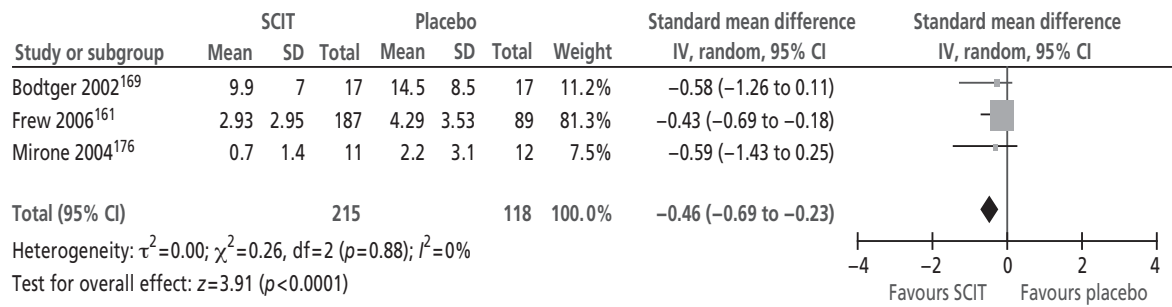 SCIT Placebo Standard mean difference Standard mean difference
Study or subgroup Mean SD Total Mean SD Total Weight IV, random, 95% CI IV, random, 95% CI
Bodtger 2002¹⁶⁹ 9.9 7 17 14.5 8.5 17 11.2% −0.58 (−1.26 to 0.11)
Frew 2006¹⁶¹ 2.93 2.95 187 4.29 3.53 89 81.3% −0.43 (−0.69 to −0.18)
Mirone 2004¹⁷⁶ 0.7 1.4 11 2.2 3.1 12 7.5% −0.59 (−1.43 to 0.25)
Total (95% CI) 215 118 100.0% −0.46 (−0.69 to −0.23)
Heterogeneity: τ²=0.00; χ²=0.26, df=2 (p=0.88); I²=0%
Test for overall effect: z=3.91 (p<0.0001)
−4 −2 0 2 4
Favours SCIT Favours placebo